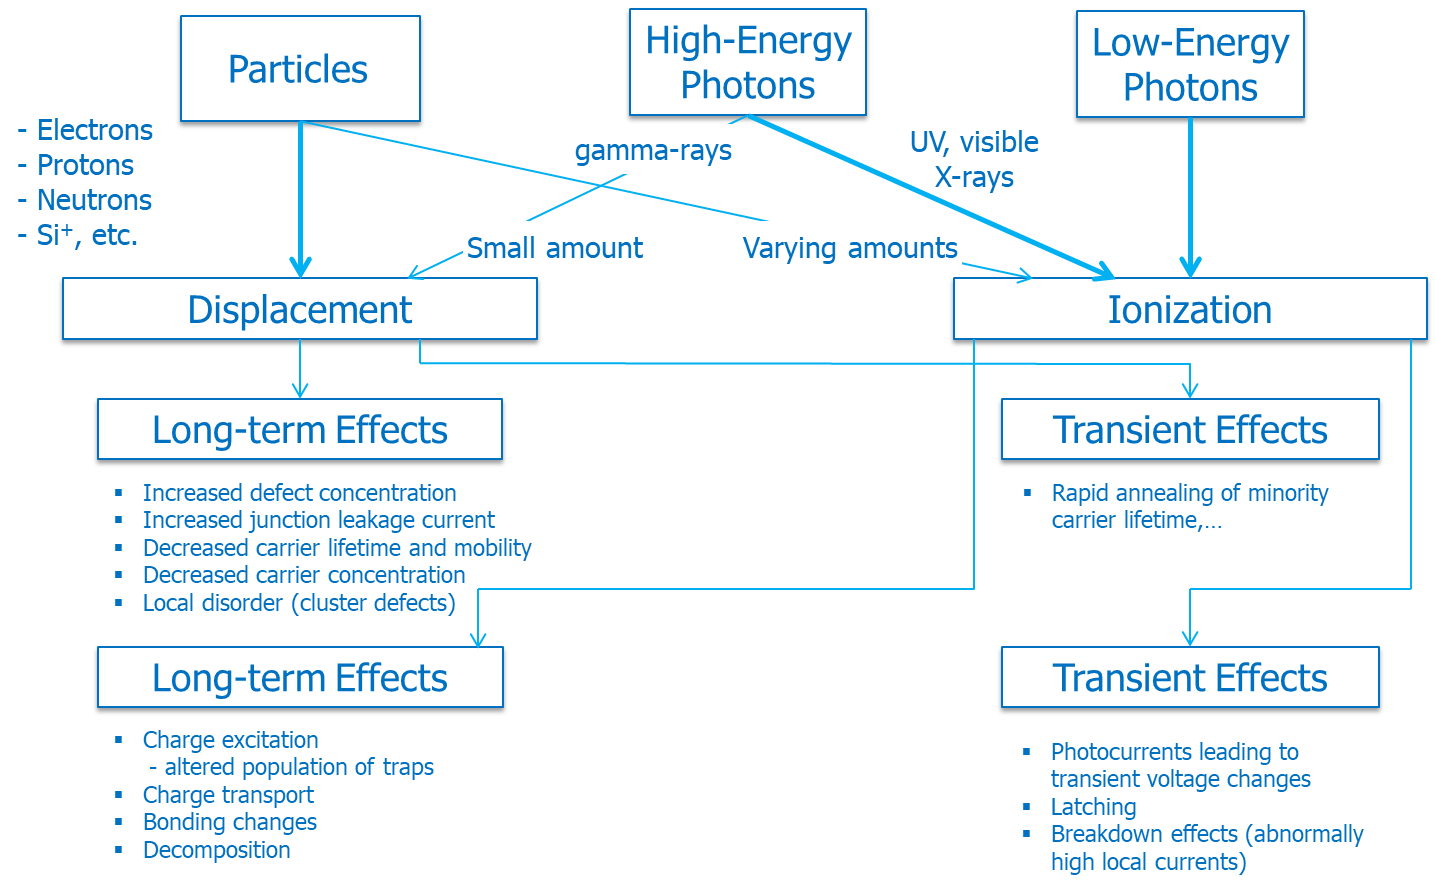 Particles
High-Energy
Photons
Low-Energy
Photons
- Electrons
- Protons
- Neutrons
- Si⁺, etc.
gamma-rays
UV, visible
X-rays
Small amount
Varying amounts
Displacement
Ionization
Long-term Effects
Transient Effects
▪ Increased defect concentration
▪ Increased junction leakage current
▪ Decreased carrier lifetime and mobility
▪ Decreased carrier concentration
▪ Local disorder (cluster defects)
▪ Rapid annealing of minority
carrier lifetime,...
Long-term Effects
Transient Effects
▪ Charge excitation
- altered population of traps
▪ Charge transport
▪ Bonding changes
▪ Decomposition
▪ Photocurrents leading to
transient voltage changes
▪ Latching
▪ Breakdown effects (abnormally
high local currents)